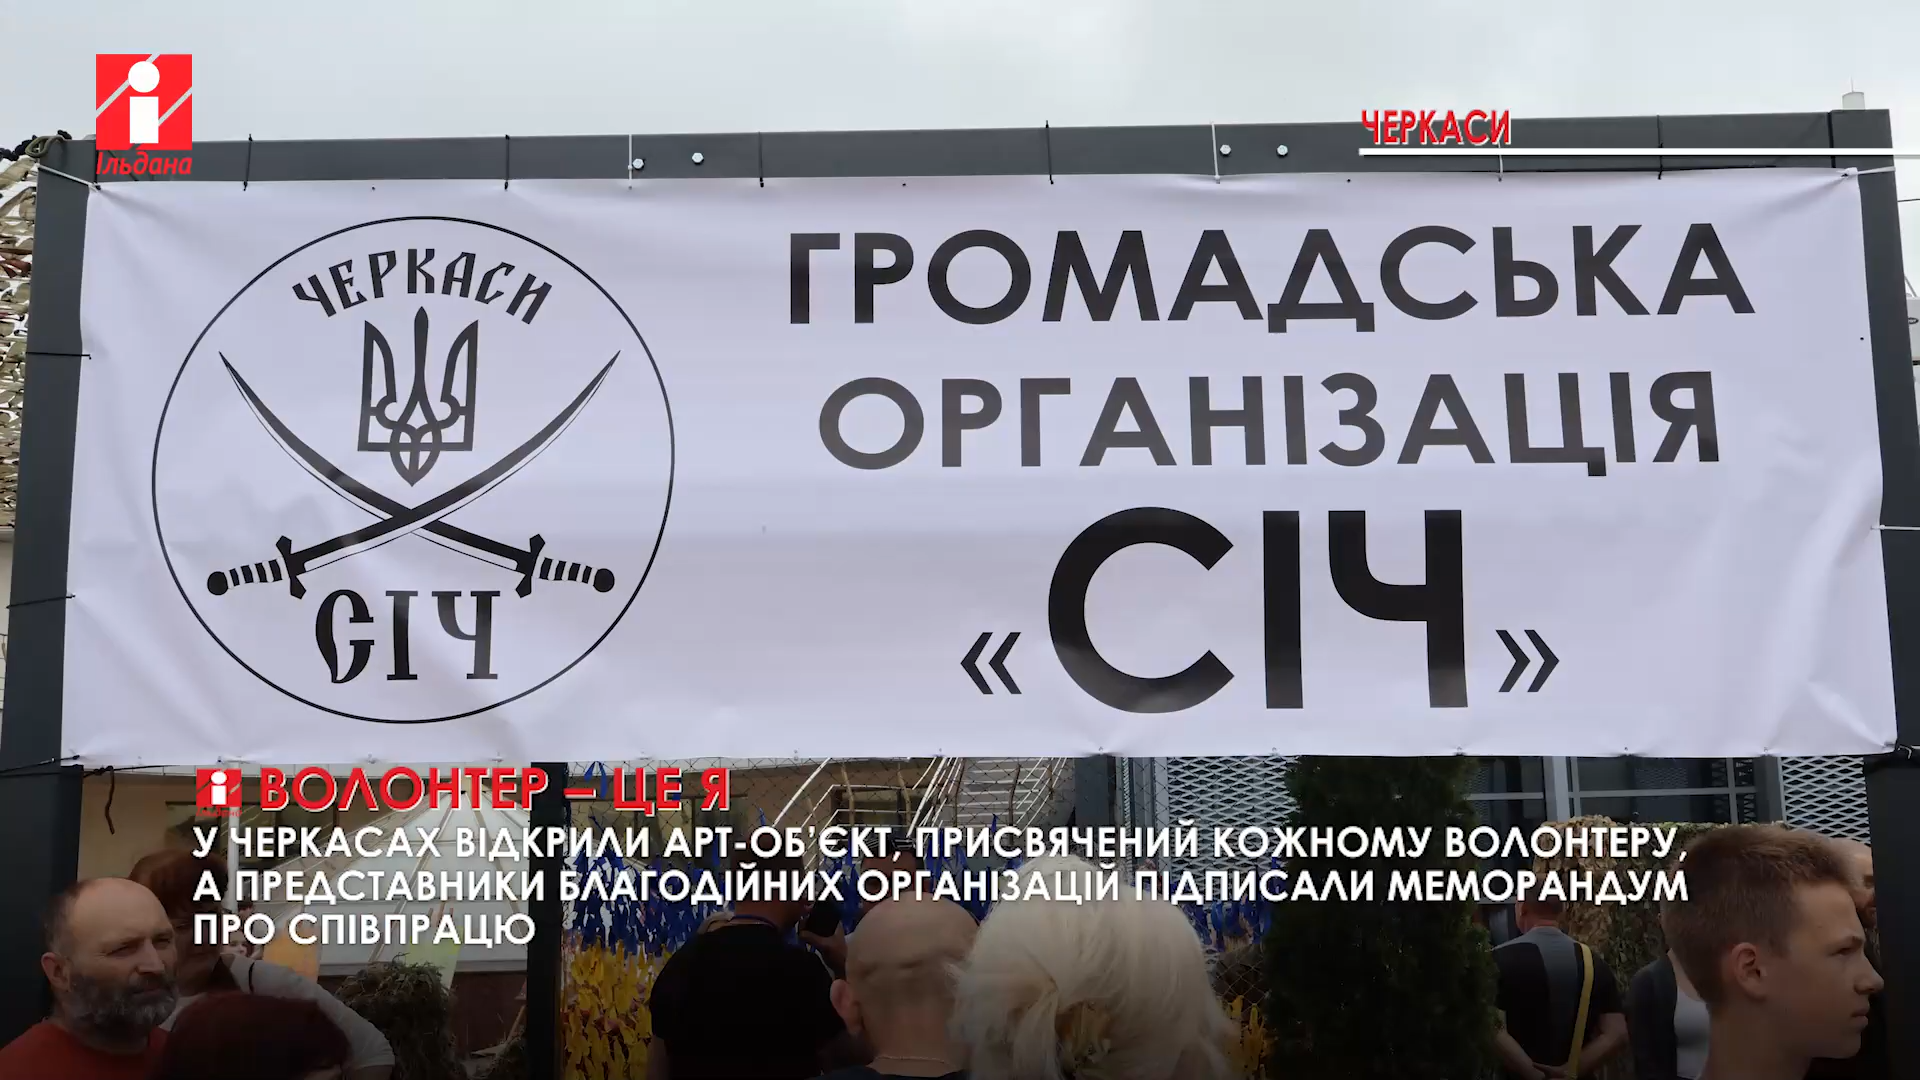 Ільдана
ЧЕРКАСИ
ЧЕРКАСИ
СІЧ
ГРОМАДСЬКА
ОРГАНІЗАЦІЯ
«СІЧ»
ВОЛОНТЕР – ЦЕ Я
У ЧЕРКАСАХ ВІДКРИЛИ АРТ-ОБ’ЄКТ, ПРИСВЯЧЕНИЙ КОЖНОМУ ВОЛОНТЕРУ,
А ПРЕДСТАВНИКИ БЛАГОДІЙНИХ ОРГАНІЗАЦІЙ ПІДПИСАЛИ МЕМОРАНДУМ
ПРО СПІВПРАЦЮ